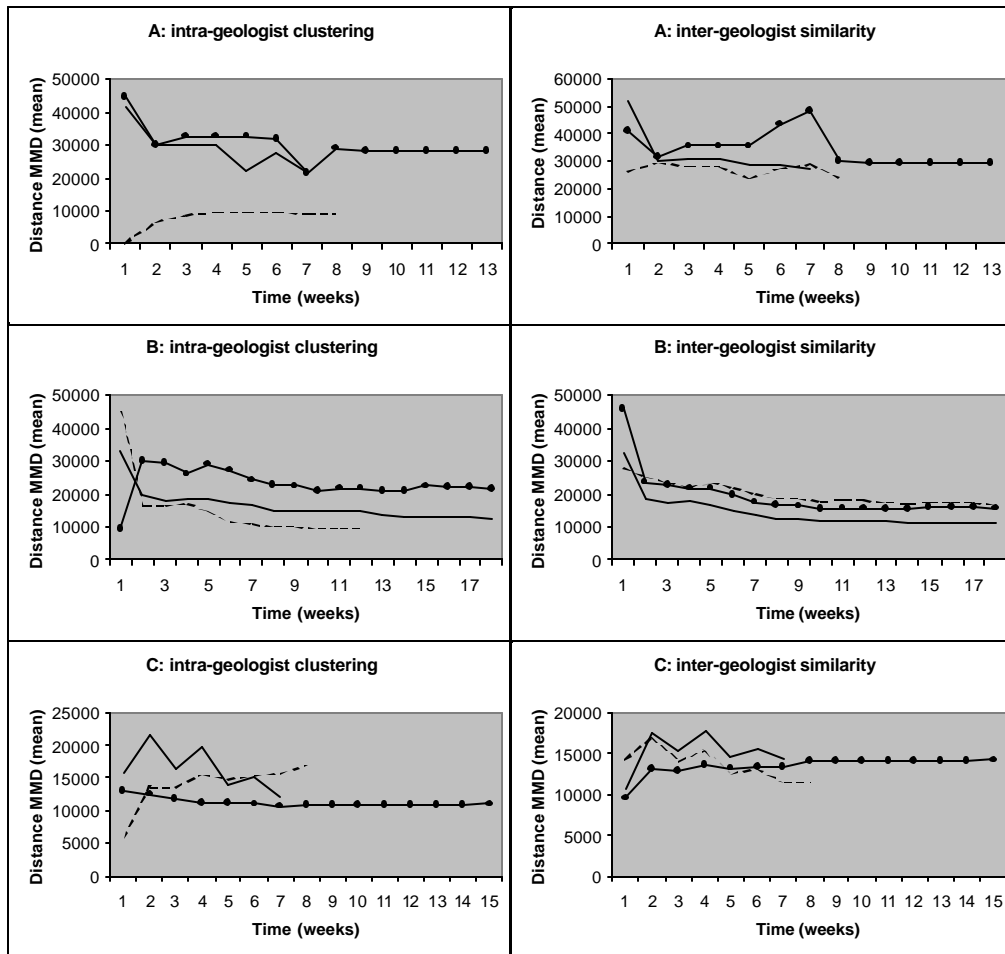 A: intra-geologist clustering
Distance MMD (mean)
50000
40000
30000
20000
10000
0
1 2 3 4 5 6 7 8 9 10 11 12 13
Time (weeks)
A: inter-geologist similarity
Distance (mean)
60000
50000
40000
30000
20000
10000
0
1 2 3 4 5 6 7 8 9 10 11 12 13
Time (weeks)
B: intra-geologist clustering
Distance MMD (mean)
50000
40000
30000
20000
10000
0
1 3 5 7 9 11 13 15 17
Time (weeks)
B: inter-geologist similarity
Distance MMD (mean)
50000
40000
30000
20000
10000
0
1 3 5 7 9 11 13 15 17
Time (weeks)
C: intra-geologist clustering
Distance MMD (mean)
25000
20000
15000
10000
5000
0
1 2 3 4 5 6 7 8 9 10 11 12 13 14 15
Time (weeks)
C: inter-geologist similarity
Distance MMD (mean)
20000
15000
10000
5000
0
1 2 3 4 5 6 7 8 9 10 11 12 13 14 15
Time (weeks)